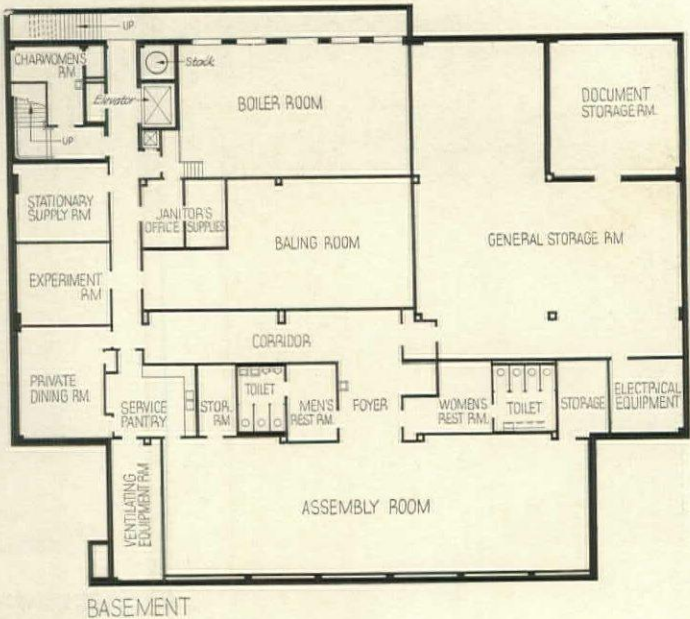 UP
CHARWOMEN'S
RM.
Stack
Elevator
UP
BOILER ROOM
DOCUMENT
STORAGE RM.
STATIONARY
SUPPLY RM
JANITOR'S
OFFICE
SUPPLIES
BALING ROOM
GENERAL STORAGE RM
EXPERIMENT
RM
CORRIDOR
PRIVATE
DINING RM.
SERVICE
PANTRY
STOR.
RM
TOILET
MEN'S
REST RM.
FOYER
WOMEN'S
REST RM.
TOILET
STORAGE
ELECTRICAL
EQUIPMENT
VENTILATING
EQUIPMENT RM
ASSEMBLY ROOM
BASEMENT